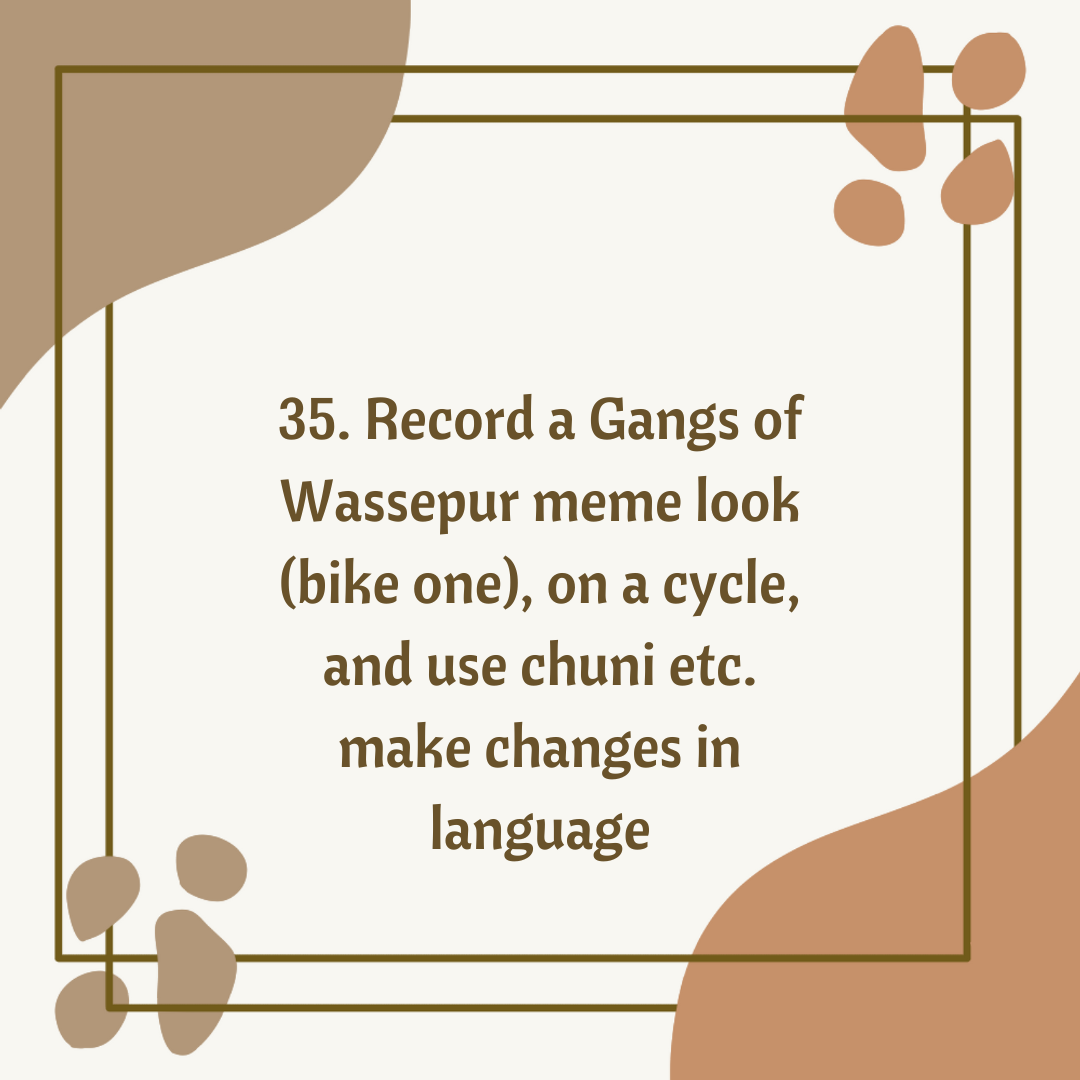 35. Record a Gangs of
Wassepur meme look
(bike one), on a cycle,
and use chuni etc.
make changes in
language